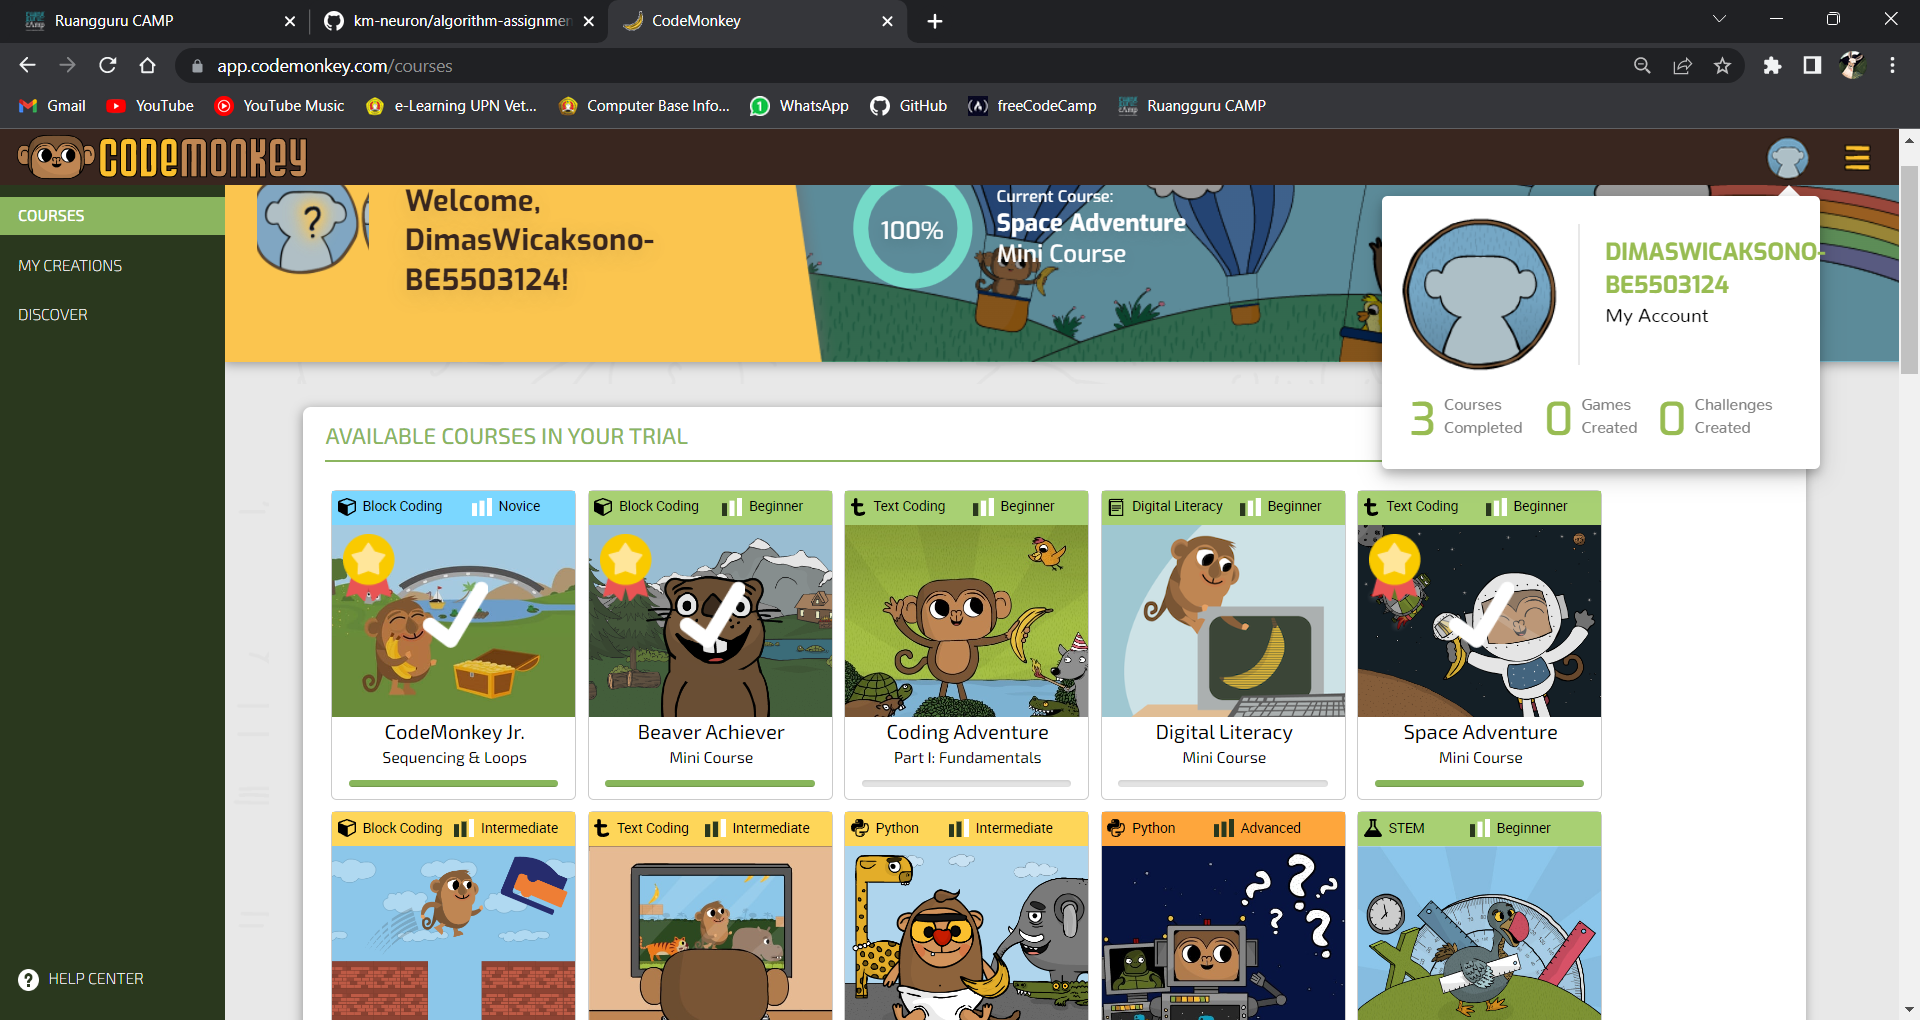 Ruangguru CAMP
km-neuron/algorithm-assignmen
CodeMonkey
app.codemonkey.com/courses
Gmail
YouTube
YouTube Music
e-Learning UPN Vet...
Computer Base Info...
WhatsApp
GitHub
freeCodeCamp
Ruangguru CAMP
CODEMONKEY
COURSES
MY CREATIONS
DISCOVER
HELP CENTER
?
Welcome,
DimasWicaksono-
BE5503124!
100%
Current Course:
Space Adventure
Mini Course
DIMASWICAKSONO-
BE5503124
My Account
3 Courses Completed
0 Games Created
0 Challenges Created
AVAILABLE COURSES IN YOUR TRIAL
Block Coding Novice
CodeMonkey Jr.
Sequencing & Loops
Block Coding Beginner
Beaver Achiever
Mini Course
Text Coding Beginner
Coding Adventure
Part I: Fundamentals
Digital Literacy Beginner
Digital Literacy
Mini Course
Text Coding Beginner
Space Adventure
Mini Course
Block Coding Intermediate
Text Coding Intermediate
Python Intermediate
Python Advanced
? ? ? ? ?
STEM Beginner